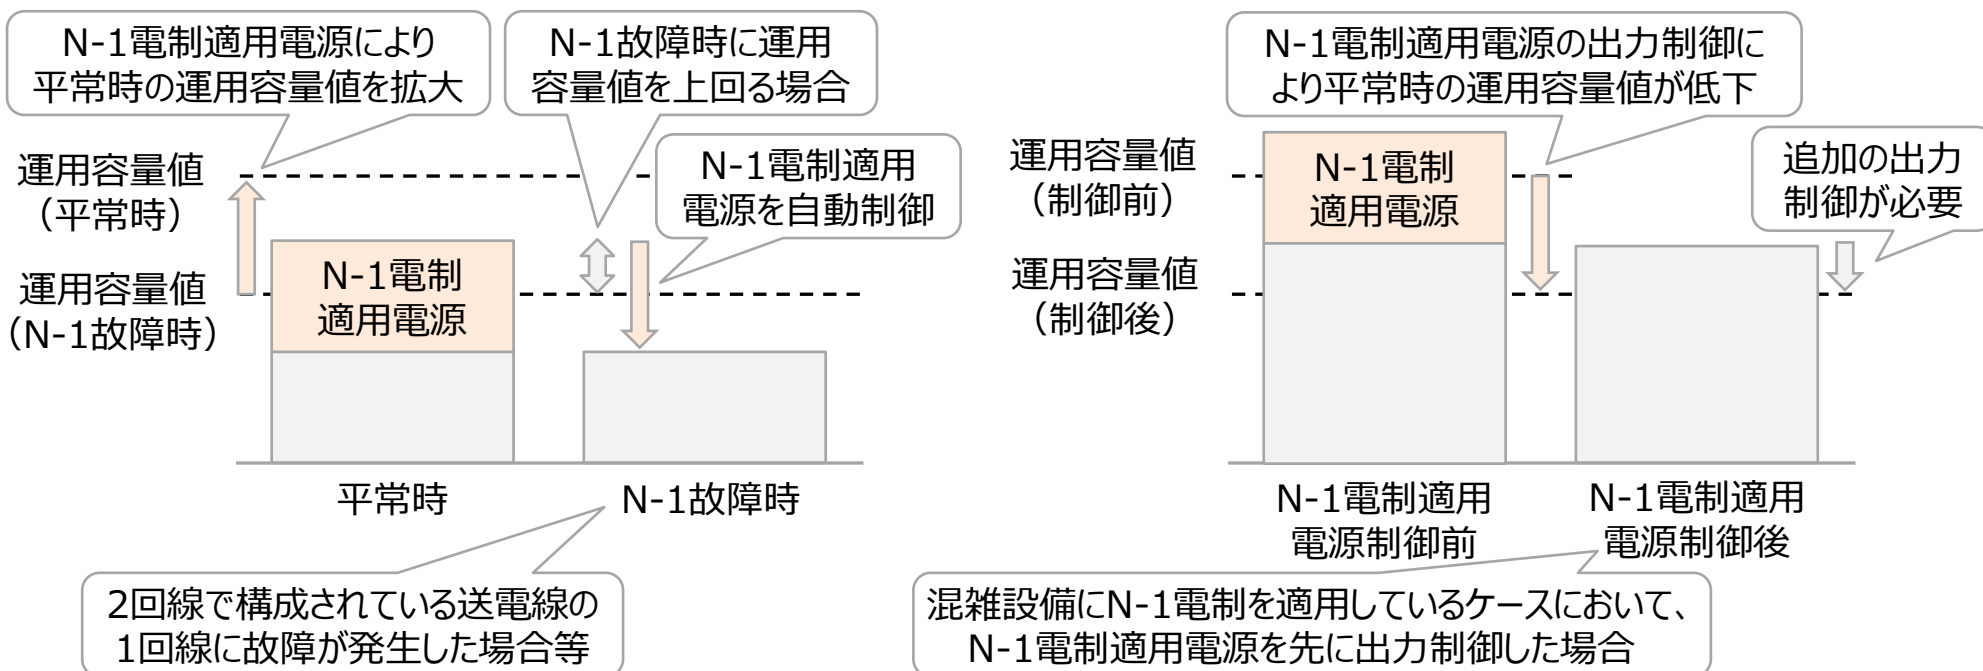 N-1電制適用電源により
平常時の運用容量値を拡大
N-1故障時に運用
容量値を上回る場合
N-1電制適用
電源を自動制御
運用容量値
（平常時）
運用容量値
（N-1故障時）
N-1電制
適用電源
平常時
N-1故障時
2回線で構成されている送電線の
1回線に故障が発生した場合等
N-1電制適用電源の出力制御に
より平常時の運用容量値が低下
追加の出力
制御が必要
運用容量値
（制御前）
運用容量値
（制御後）
N-1電制
適用電源
N-1電制適用
電源制御前
N-1電制適用
電源制御後
混雑設備にN-1電制を適用しているケースにおいて、
N-1電制適用電源を先に出力制御した場合